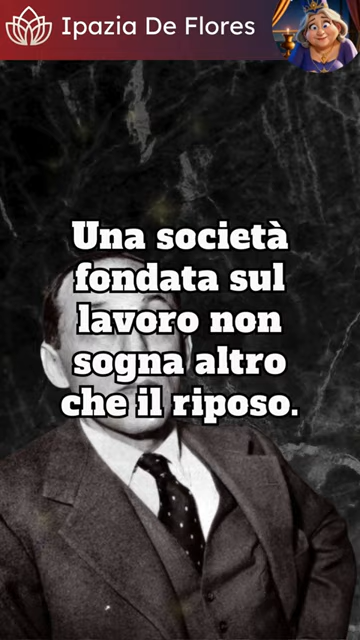 Ipazia De Flores
Una società
fondata sul
lavoro non
sogna altro
che il riposo.